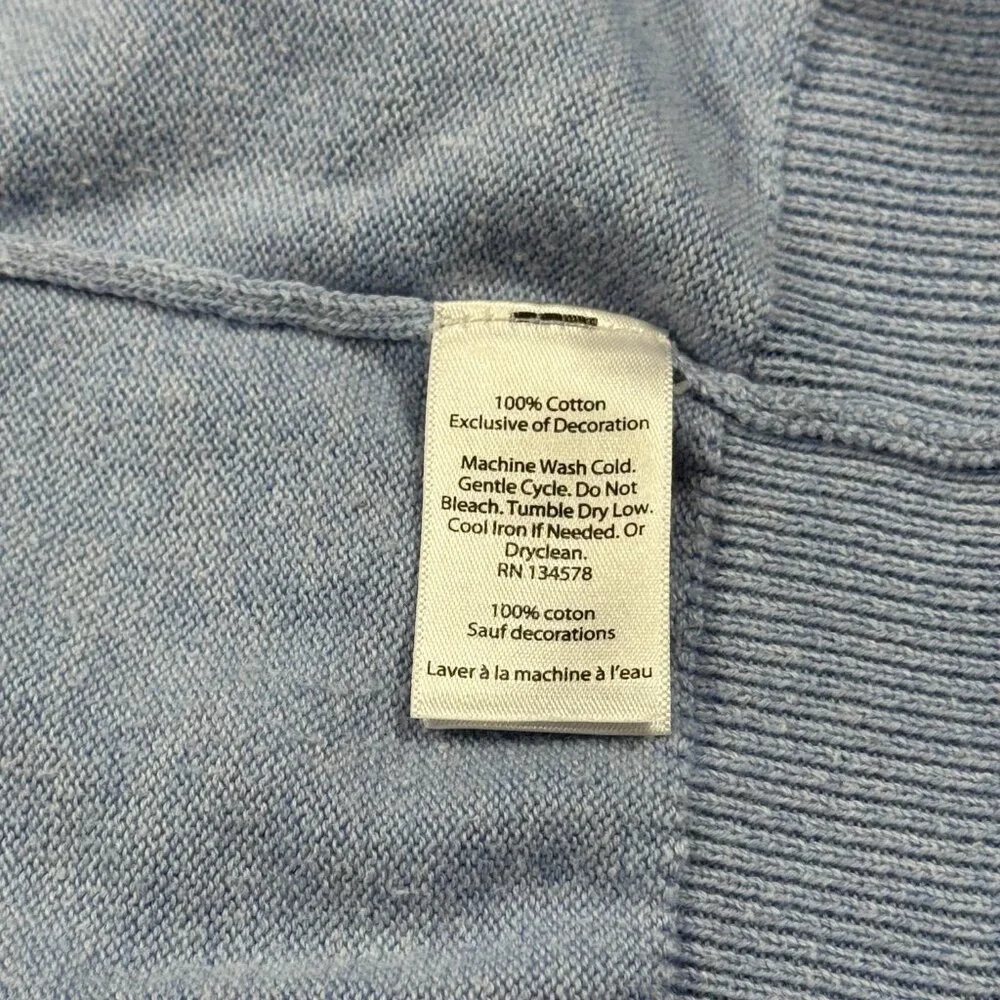 100% Cotton
Exclusive of Decoration
Machine Wash Cold.
Gentle Cycle. Do Not
Bleach. Tumble Dry Low.
Cool Iron If Needed. Or
Dryclean.
RN 134578
100% coton
Sauf decorations
Laver à la machine à l'eau